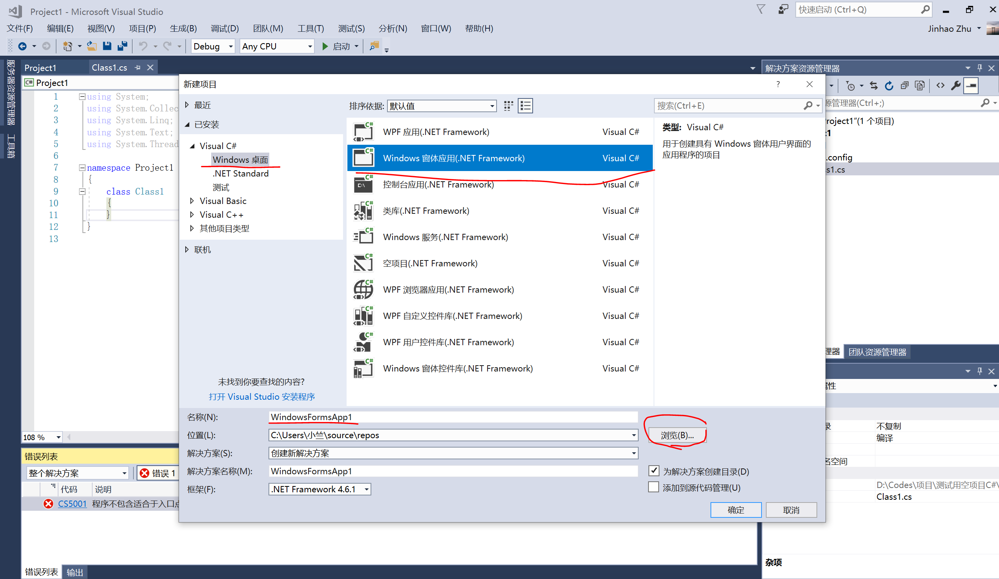 Project1 - Microsoft Visual Studio
快速启动 (Ctrl+Q)
文件(F) 编辑(E) 视图(V) 项目(P) 生成(B) 调试(D) 团队(M) 工具(T) 测试(S) 分析(N) 窗口(W) 帮助(H)
Jinhao Zhu
Debug Any CPU 启动
服务器资源管理器
工具箱
Project1 Class1.cs
解决方案资源管理器
C# Project1
1 using System;
2 using System.Collec
3 using System.Linq;
4 using System.Text;
5 using System.Thread
6
7 namespace Project1
8 {
9 class Class1
10 {
11 }
12 }
13
108 %
新建项目
?
最近
已安装
Visual C#
Windows 桌面
.NET Standard
测试
Visual Basic
Visual C++
其他项目类型
联机
未找到你要查找的内容?
打开 Visual Studio 安装程序
排序依据: 默认值
搜索(Ctrl+E)
WPF 应用(.NET Framework) Visual C#
Windows 窗体应用(.NET Framework) Visual C#
控制台应用(.NET Framework) Visual C#
类库(.NET Framework) Visual C#
Windows 服务(.NET Framework) Visual C#
空项目(.NET Framework) Visual C#
WPF 浏览器应用(.NET Framework) Visual C#
WPF 自定义控件库(.NET Framework) Visual C#
WPF 用户控件库(.NET Framework) Visual C#
Windows 窗体控件库(.NET Framework) Visual C#
类型: Visual C#
用于创建具有 Windows 窗体用户界面的
应用程序的项目
名称(N): WindowsFormsApp1
位置(L): C:\Users\小竺\source\repos
浏览(B)...
解决方案(S): 创建新解决方案
解决方案名称(M): WindowsFormsApp1
为解决方案创建目录(D)
框架(F): .NET Framework 4.6.1
添加到源代码管理(U)
确定 取消
源管理器(Ctrl+;)
roject1”(1 个项目)
:1
.config
ss1.cs
理器 团队资源管理器
属性
录 不复制
编译
名空间
D:\Codes\项目\测试用空项目C#\
Class1.cs
杂项
错误列表
整个解决方案 错误 1
代码 说明
CS5001 程序不包含适合于入口点
错误列表 输出